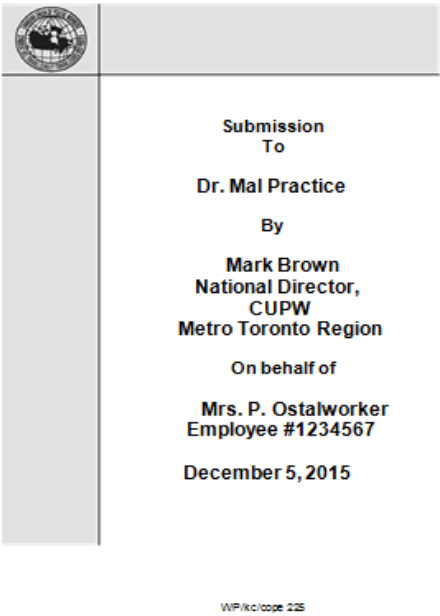 Submission
To
Dr. Mal Practice
By
Mark Brown
National Director,
CUPW
Metro Toronto Region
On behalf of
Mrs. P. Ostalworker
Employee #1234567
December 5, 2015
WP/kc/cope 225